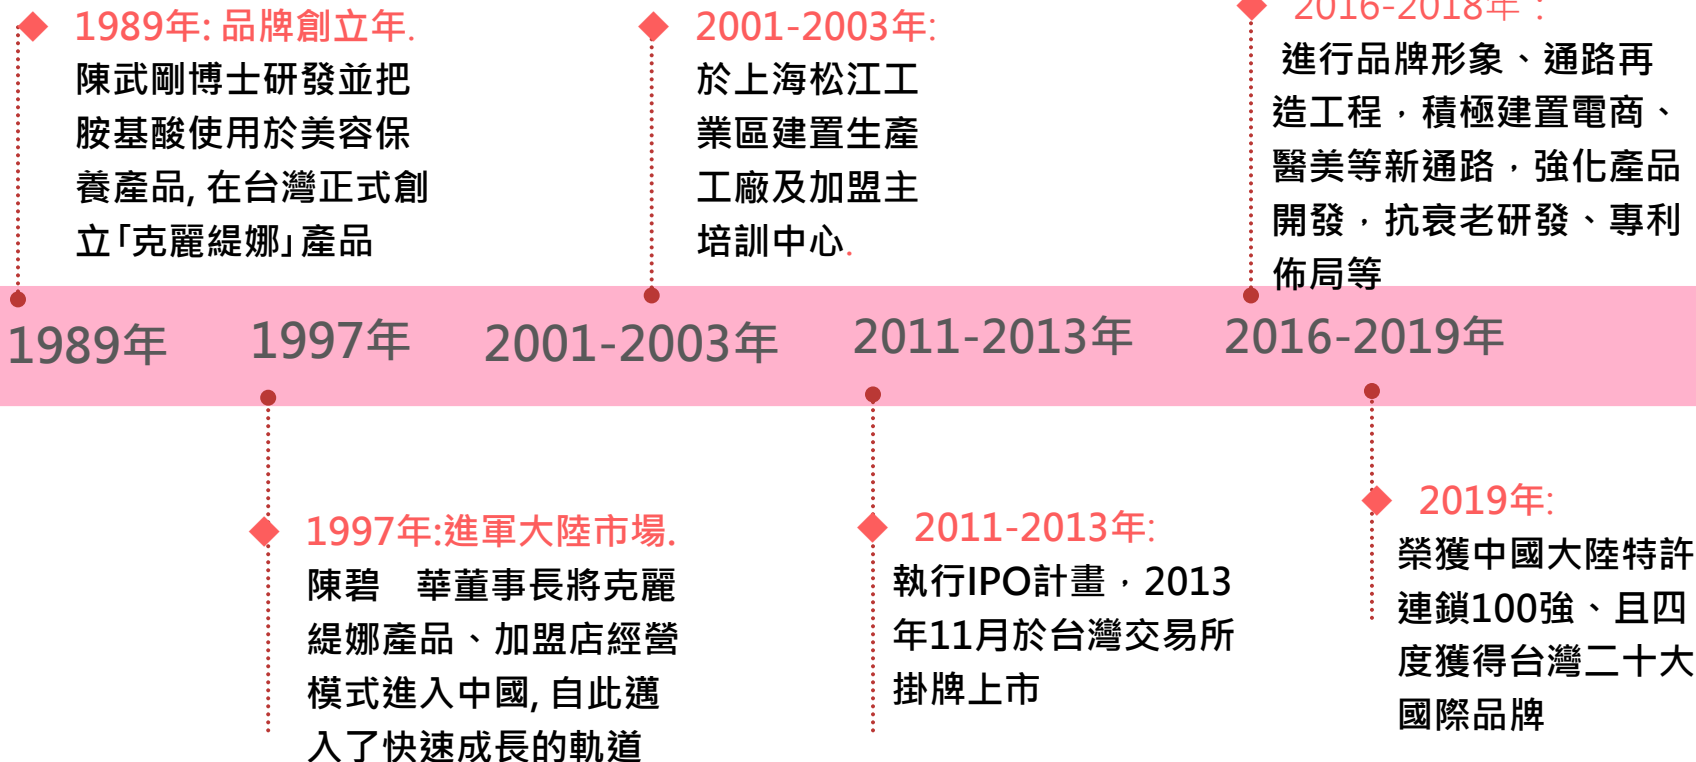 1989年: 品牌創立年.
陳武剛博士研發並把
胺基酸使用於美容保
養產品, 在台灣正式創
立「克麗緹娜」產品
2001-2003年:
於上海松江工
業區建置生產
工廠及加盟主
培訓中心.
2016-2018年：
進行品牌形象、通路再
造工程，積極建置電商、
醫美等新通路，強化產品
開發，抗衰老研發、專利
佈局等
1989年
1997年
2001-2003年
2011-2013年
2016-2019年
1997年:進軍大陸市場.
陳碧　華董事長將克麗
緹娜產品、加盟店經營
模式進入中國, 自此邁
入了快速成長的軌道
2011-2013年:
執行IPO計畫，2013
年11月於台灣交易所
掛牌上市
2019年:
榮獲中國大陸特許
連鎖100強、且四
度獲得台灣二十大
國際品牌